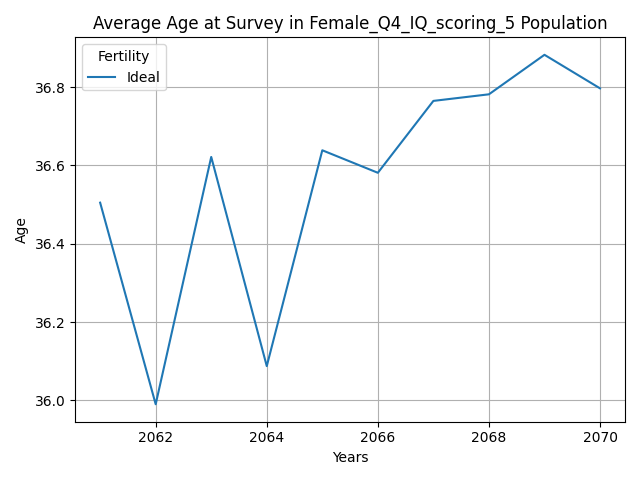 Average Age at Survey in Female_Q4_IQ_scoring_5 Population
Fertility
Ideal
36.8
36.6
36.4
36.2
36.0
Age
2062 2064 2066 2068 2070
Years